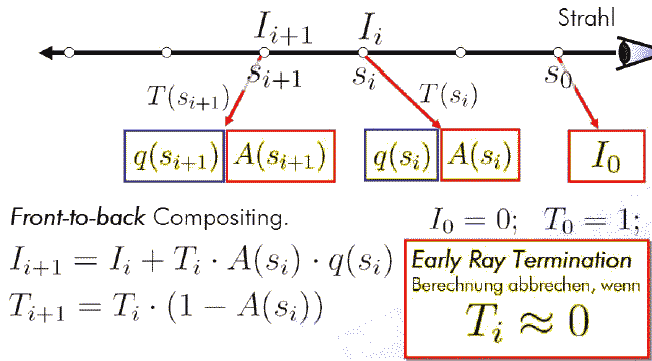 Strahl
I_{i+1} I_i
s_{i+1} s_i s_0
T(s_{i+1}) T(s_i)
q(s_{i+1}) A(s_{i+1}) q(s_i) A(s_i) I_0
Front-to-back Compositing. I_0 = 0; T_0 = 1;
I_{i+1} = I_i + T_i · A(s_i) · q(s_i)
T_{i+1} = T_i · (1 − A(s_i))
Early Ray Termination
Berechnung abbrechen, wenn
T_i ≈ 0